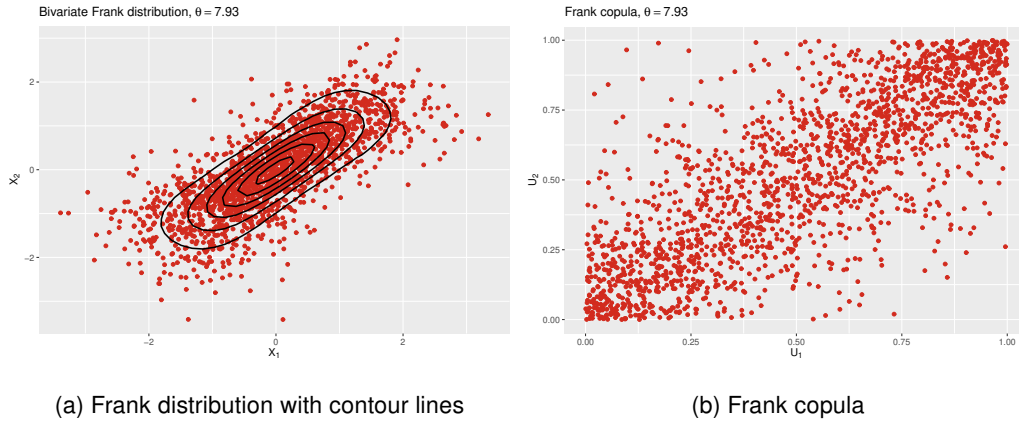 Bivariate Frank distribution, θ = 7.93
2
0
−2
X₂
−2
0
2
X₁
(a) Frank distribution with contour lines
Frank copula, θ = 7.93
1.00
0.75
0.50
0.25
0.00
U₂
0.00
0.25
0.50
0.75
1.00
U₁
(b) Frank copula